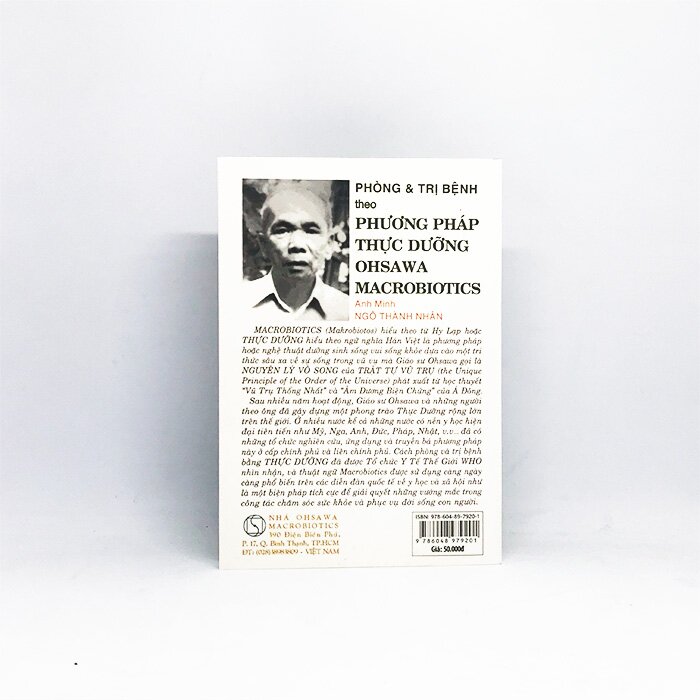 PHÒNG & TRỊ BỆNH
theo
PHƯƠNG PHÁP
THỰC DƯỠNG
OHSAWA
MACROBIOTICS
Anh Minh
NGÔ THÀNH NHÂN
MACROBIOTICS (Makrobiotos) hiểu theo từ Hy Lạp hoặc
THỰC DƯỠNG hiểu theo ngữ nghĩa Hán Việt là phương pháp
hoặc nghệ thuật dưỡng sinh sống vui sống khỏe dựa vào một tri
thức sâu xa về sự sống trong vũ vụ mà Giáo sư Ohsawa gọi là
NGUYÊN LÝ VÔ SONG của TRẬT TỰ VŨ TRỤ (the Unique
Principle of the Order of the Universe) phát xuất từ học thuyết
"Vũ Trụ Thống Nhất" và "Âm Dương Biện Chứng" của Á Đông.
Sau nhiều năm hoạt động, Giáo sư Ohsawa và những người
theo ông đã gây dựng một phong trào Thực Dưỡng rộng lớn
trên thế giới. Ở nhiều nước kể cả những nước có nền y học hiện
đại tiên tiến như Mỹ, Nga, Anh, Đức, Pháp, Nhật, v.v... đã có
những tổ chức nghiên cứu, ứng dụng và truyền bá phương pháp
này ở cấp chính phủ và liên chính phủ. Cách phòng và trị bệnh
bằng THỰC DƯỠNG đã được Tổ chức Y Tế Thế Giới WHO
nhìn nhận, và thuật ngữ Macrobiotics được sử dụng càng ngày
càng phổ biến trên các diễn đàn quốc tế về y học và xã hội như
là một biện pháp tích cực để giải quyết những vướng mắc trong
công tác chăm sóc sức khỏe và phục vụ đời sống con người.
NHÀ OHSAWA
MACROBIOTICS
390 Điện Biên Phủ,
P. 17, Q. Bình Thạnh, TP.HCM
ĐT: (028)38983809 - VIỆT NAM
ISBN: 978-604-89-7920-1
9 786048 979201
Giá: 50.000đ